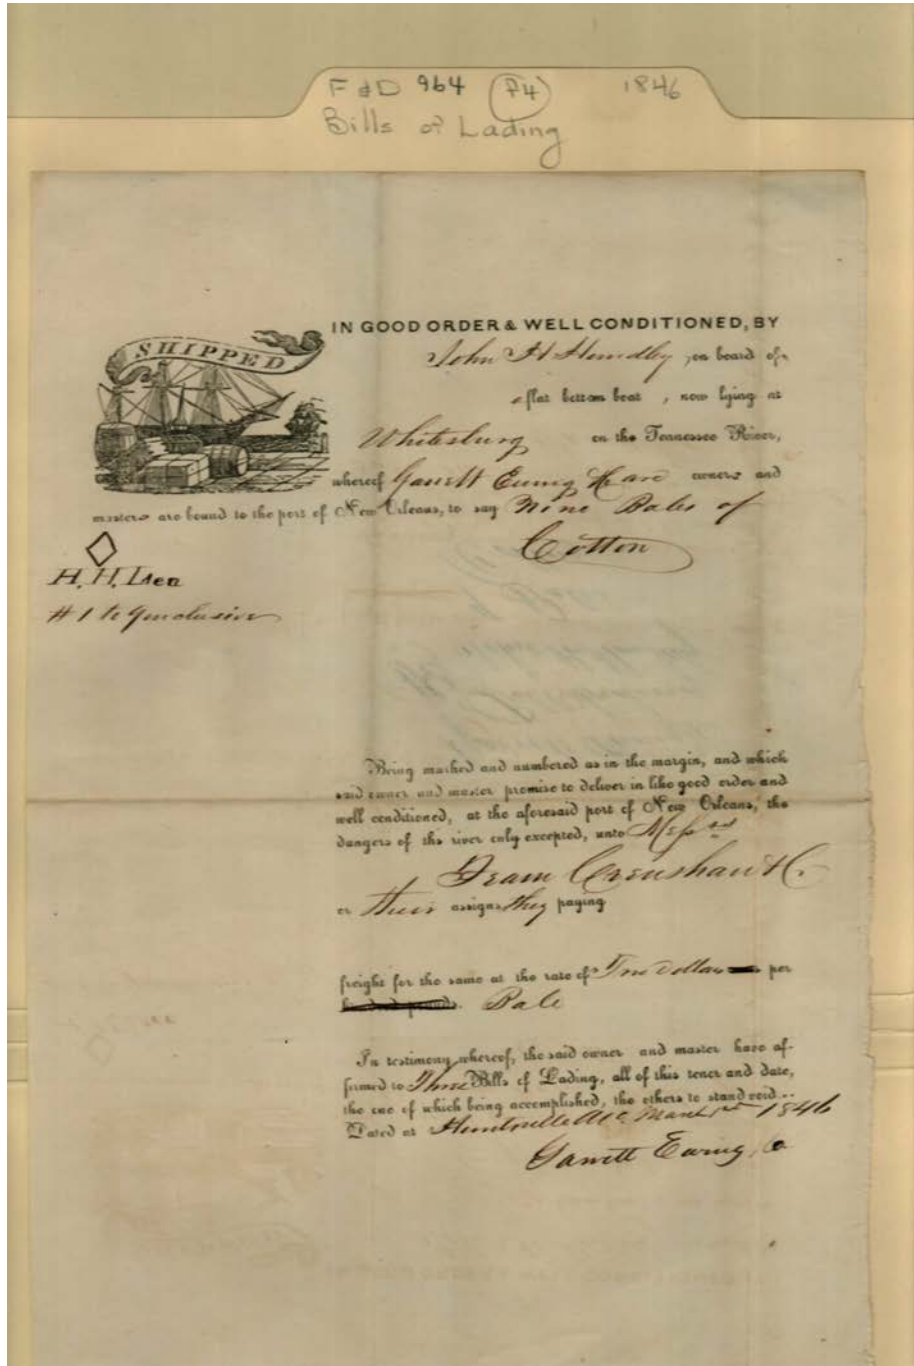 F & D 964 P4 1846
Bills of Lading
SHIPPED
IN GOOD ORDER & WELL CONDITIONED, BY
John H Hundley, on board of
a flat bottom boat, now lying at
Whitesburg on the Tennessee River,
whereof Garrett Ewing & Co are owners and
masters are bound to the port of New Orleans, to say Nine Bales of
Cotton
H. H.
# 1 to 9 inclusive
Being marked and numbered as in the margin, and which
said owner and master promise to deliver in like good order and
well conditioned, at the aforesaid port of New Orleans, the
dangers of the river only excepted, unto Messrs
Crenshaw & Co
or their assigns they paying
freight for the same at the rate of Two dollars per
Bale
In testimony whereof, the said owner and master have af-
firmed to Three Bills of Lading, all of this tenor and date,
the one of which being accomplished, the others to stand void..
Dated at Huntsville Ala March 1st 1846
Garrett Ewing & Co